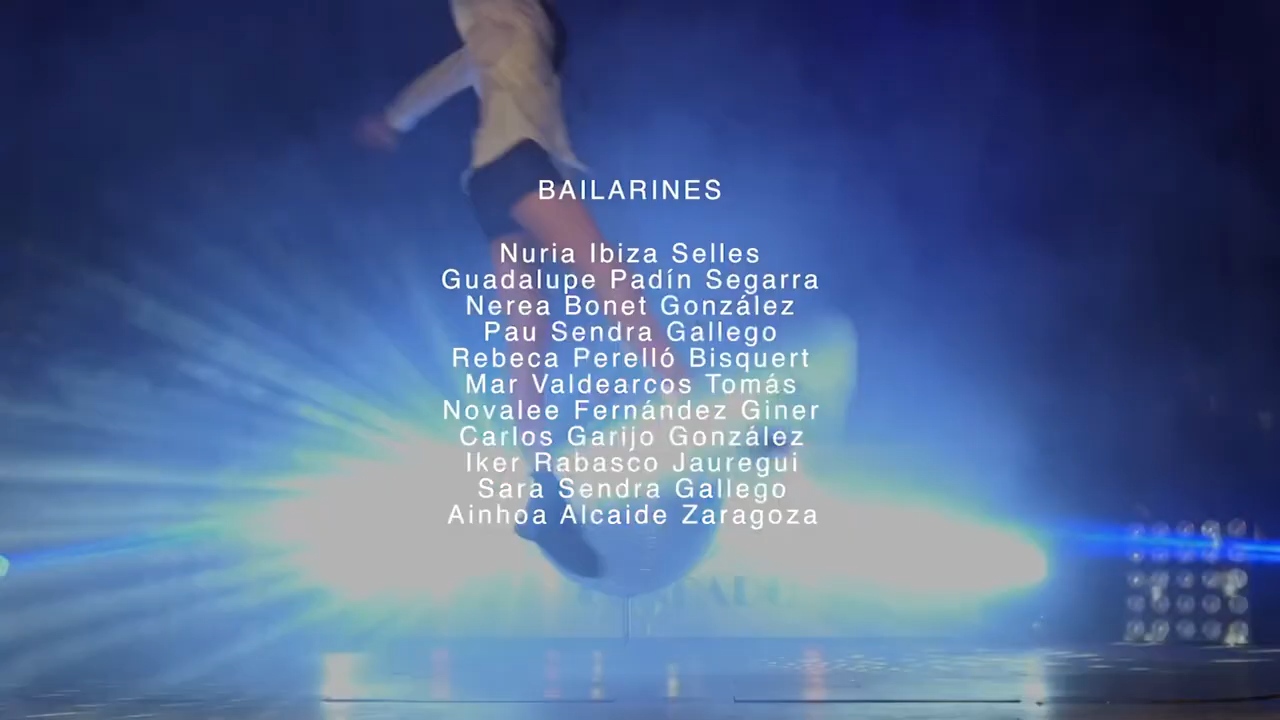 BAILARINES
Nuria Ibiza Selles
Guadalupe Padín Segarra
Nerea Bonet González
Pau Sendra Gallego
Rebeca Perelló Bisquert
Mar Valdearcos Tomás
Novalee Fernández Giner
Carlos Garijo González
Iker Rabasco Jauregui
Sara Sendra Gallego
Ainhoa Alcaide Zaragoza